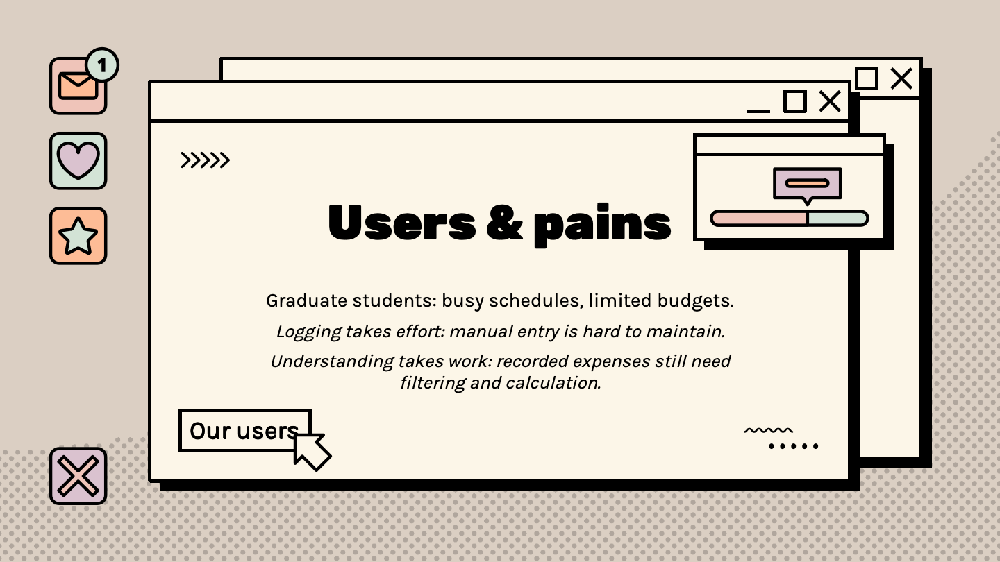 1
Users & pains
Graduate students: busy schedules, limited budgets.
Logging takes effort: manual entry is hard to maintain.
Understanding takes work: recorded expenses still need
filtering and calculation.
Our users